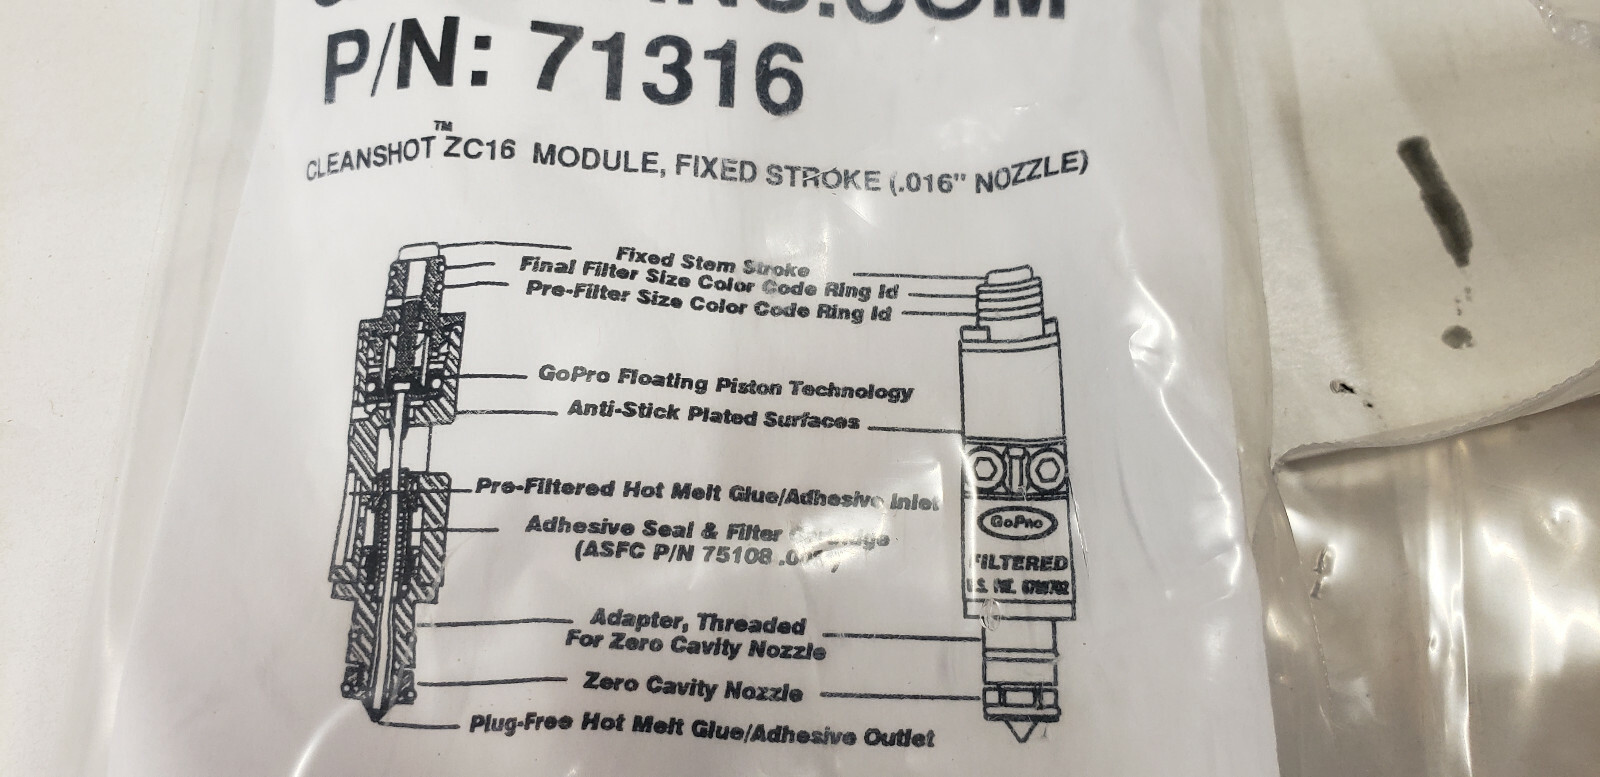 P/N: 71316
CLEANSHOT™ ZC16 MODULE, FIXED STROKE (.016" NOZZLE)
Fixed Stem Stroke
Final Filter Size Color Code Ring Id
Pre-Filter Size Color Code Ring Id
GoPro Floating Piston Technology
Anti-Stick Plated Surfaces
Pre-Filtered Hot Melt Glue/Adhesive Inlet
Adhesive Seal & Filter
(ASFC P/N 75108
GoPro
FILTERED
U.S.
Adapter, Threaded
For Zero Cavity Nozzle
Zero Cavity Nozzle
Plug-Free Hot Melt Glue/Adhesive Outlet